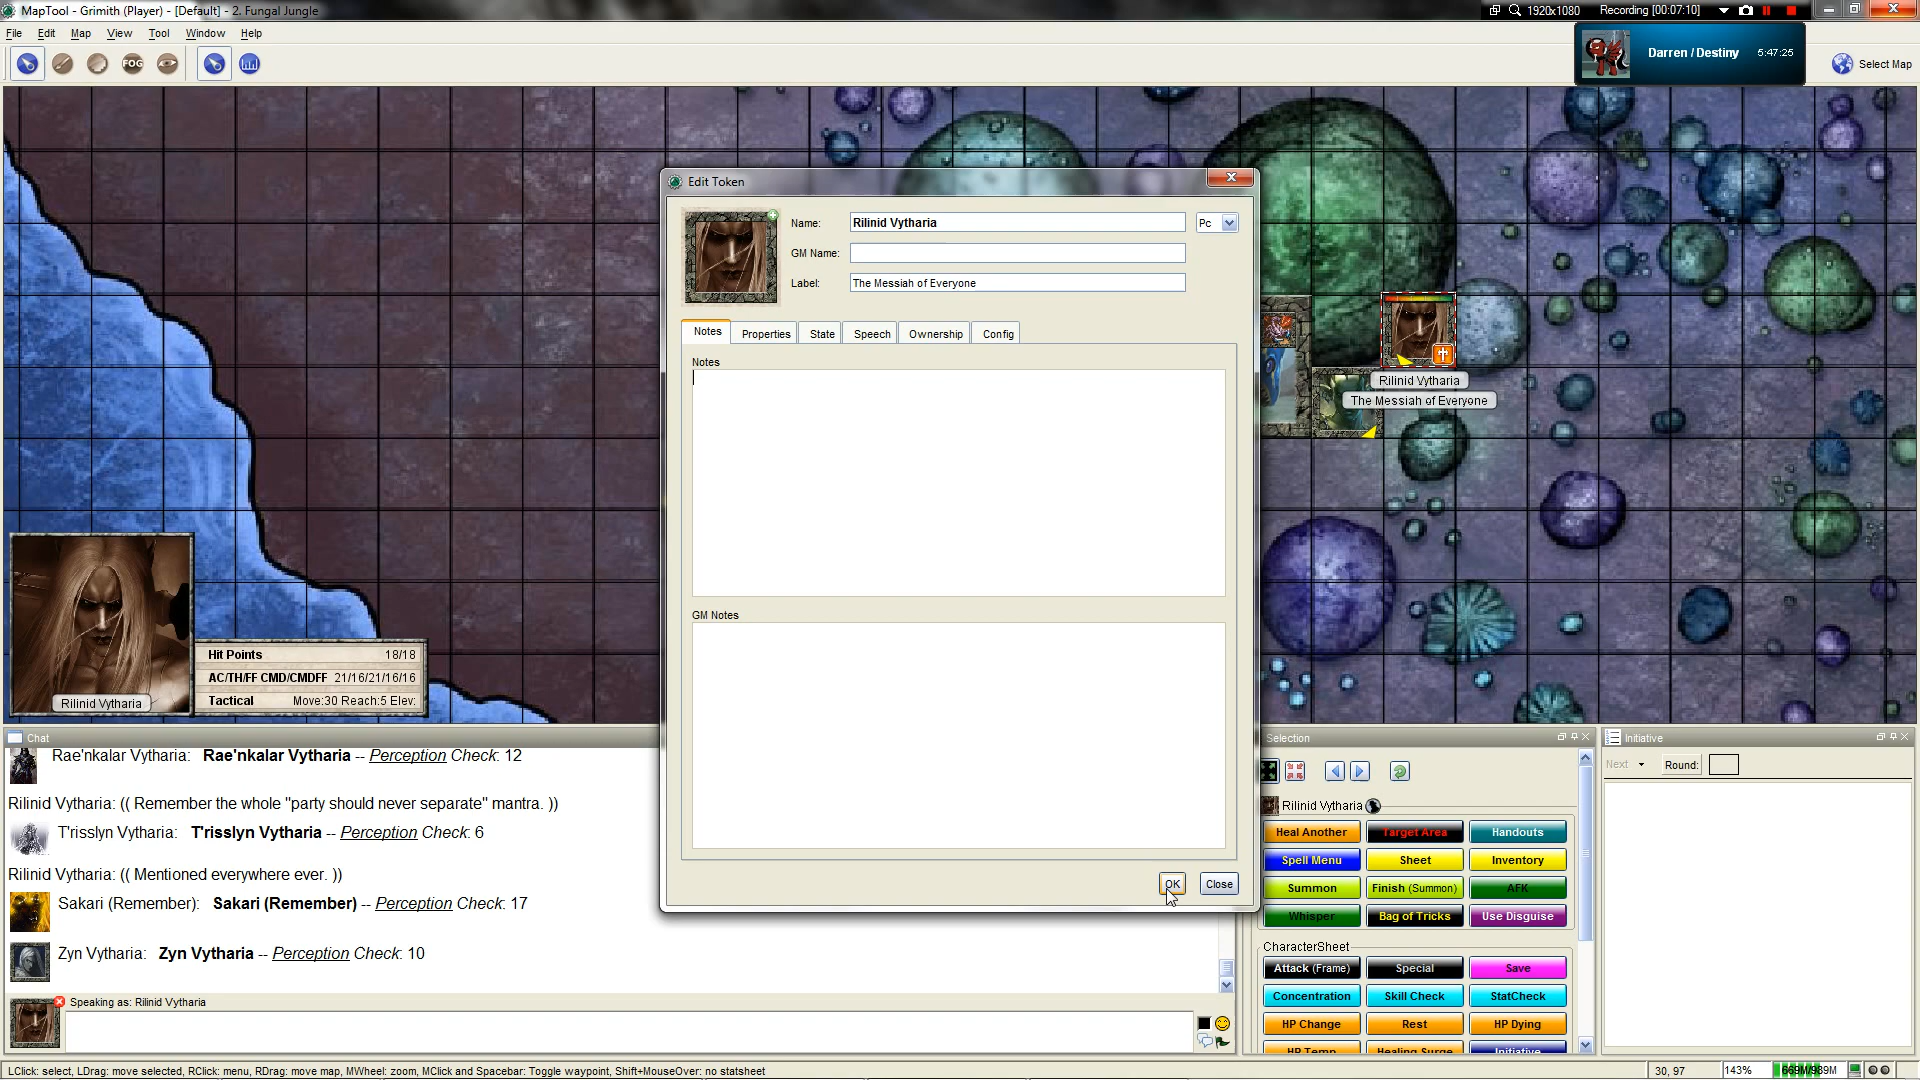 MapTool - Grimith (Player) - [Default] - 2. Fungal Jungle
1920x1080
Recording [00:07:10]
File Edit Map View Tool Window Help
FOG
Darren / Destiny 5:47:25
Select Map
Edit Token
Name: Rilinid Vytharia Pc
GM Name:
Label: The Messiah of Everyone
Notes Properties State Speech Ownership Config
Notes
GM Notes
OK Close
Rilinid Vytharia
The Messiah of Everyone
Rilinid Vytharia
Hit Points 18/18
AC/TH/FF CMD/CMDFF 21/16/21/16/16
Tactical Move:30 Reach:5 Elev:
Chat
Rae'nkalar Vytharia: Rae'nkalar Vytharia -- Perception Check: 12
Rilinid Vytharia: (( Remember the whole "party should never separate" mantra. ))
T'risslyn Vytharia: T'risslyn Vytharia -- Perception Check: 6
Rilinid Vytharia: (( Mentioned everywhere ever. ))
Sakari (Remember): Sakari (Remember) -- Perception Check: 17
Zyn Vytharia: Zyn Vytharia -- Perception Check: 10
Speaking as: Rilinid Vytharia
Selection
Rilinid Vytharia
Heal Another Target Area Handouts
Spell Menu Sheet Inventory
Summon Finish (Summon) AFK
Whisper Bag of Tricks Use Disguise
CharacterSheet
Attack (Frame) Special Save
Concentration Skill Check StatCheck
HP Change Rest HP Dying
HP Temp Healing Surge Initiative
Initiative
Next Round:
LClick: select, LDrag: move selected, RClick: menu, RDrag: move map, MWheel: zoom, MClick and Spacebar: Toggle waypoint, Shift+MouseOver: no statsheet
30, 97 143% 669M/989M